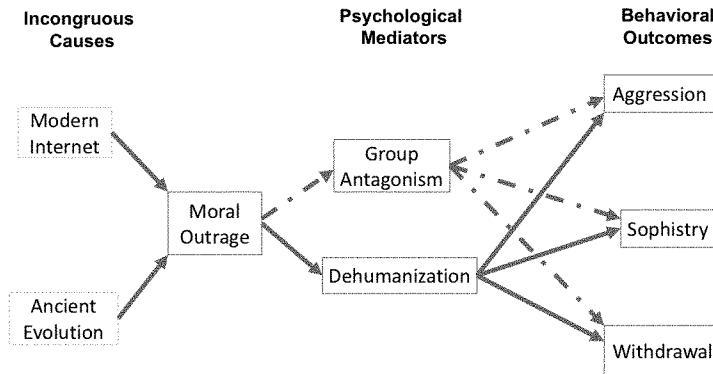 Incongruous
Causes
Psychological
Mediators
Behavioral
Outcomes
Modern
Internet
Ancient
Evolution
Moral
Outrage
Group
Antagonism
Dehumanization
Aggression
Sophistry
Withdrawal